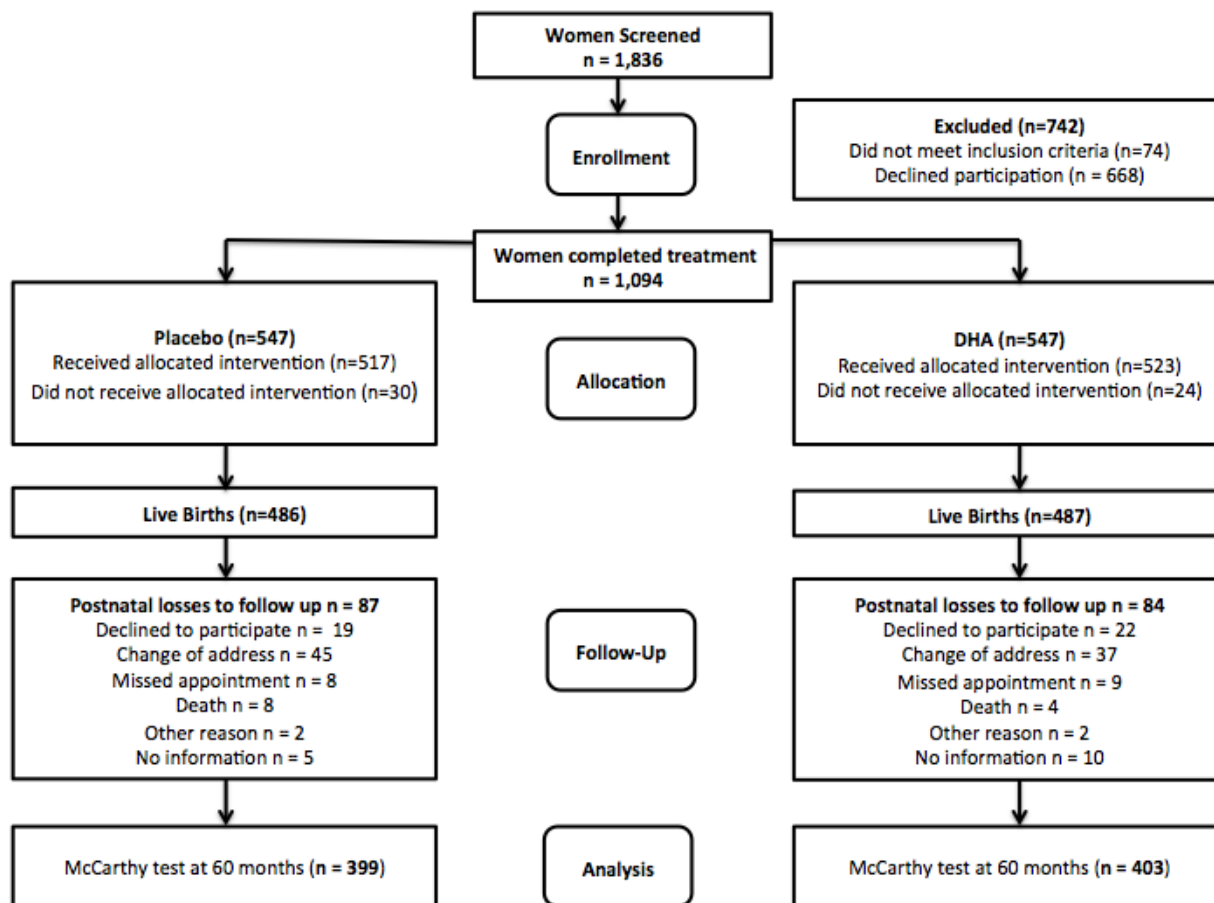 Women Screened
n = 1,836
Enrollment
Excluded (n=742)
Did not meet inclusion criteria (n=74)
Declined participation (n = 668)
Women completed treatment
n = 1,094
Placebo (n=547)
Received allocated intervention (n=517)
Did not receive allocated intervention (n=30)
Allocation
DHA (n=547)
Received allocated intervention (n=523)
Did not receive allocated intervention (n=24)
Live Births (n=486)
Live Births (n=487)
Postnatal losses to follow up n = 87
Declined to participate n = 19
Change of address n = 45
Missed appointment n = 8
Death n = 8
Other reason n = 2
No information n = 5
Follow-Up
Postnatal losses to follow up n = 84
Declined to participate n = 22
Change of address n = 37
Missed appointment n = 9
Death n = 4
Other reason n = 2
No information n = 10
McCarthy test at 60 months (n = 399)
Analysis
McCarthy test at 60 months (n = 403)